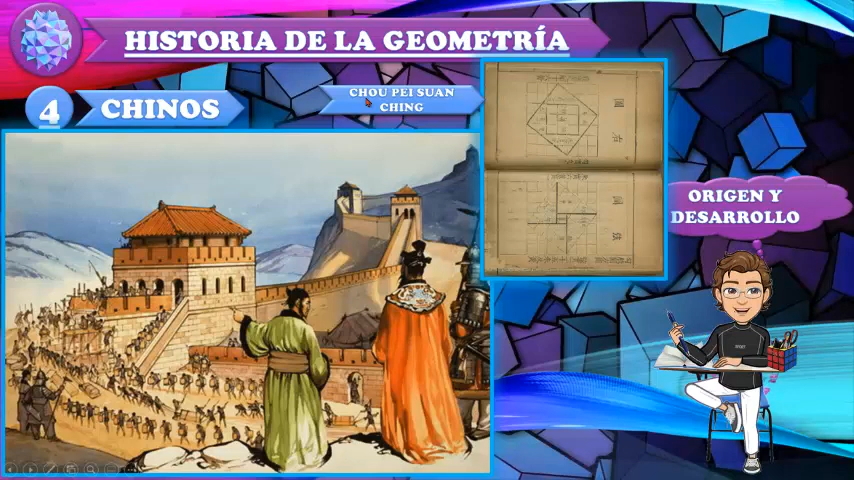 HISTORIA DE LA GEOMETRÍA
4 CHINOS
CHOU PEI SUAN
CHING
ORIGEN Y
DESARROLLO